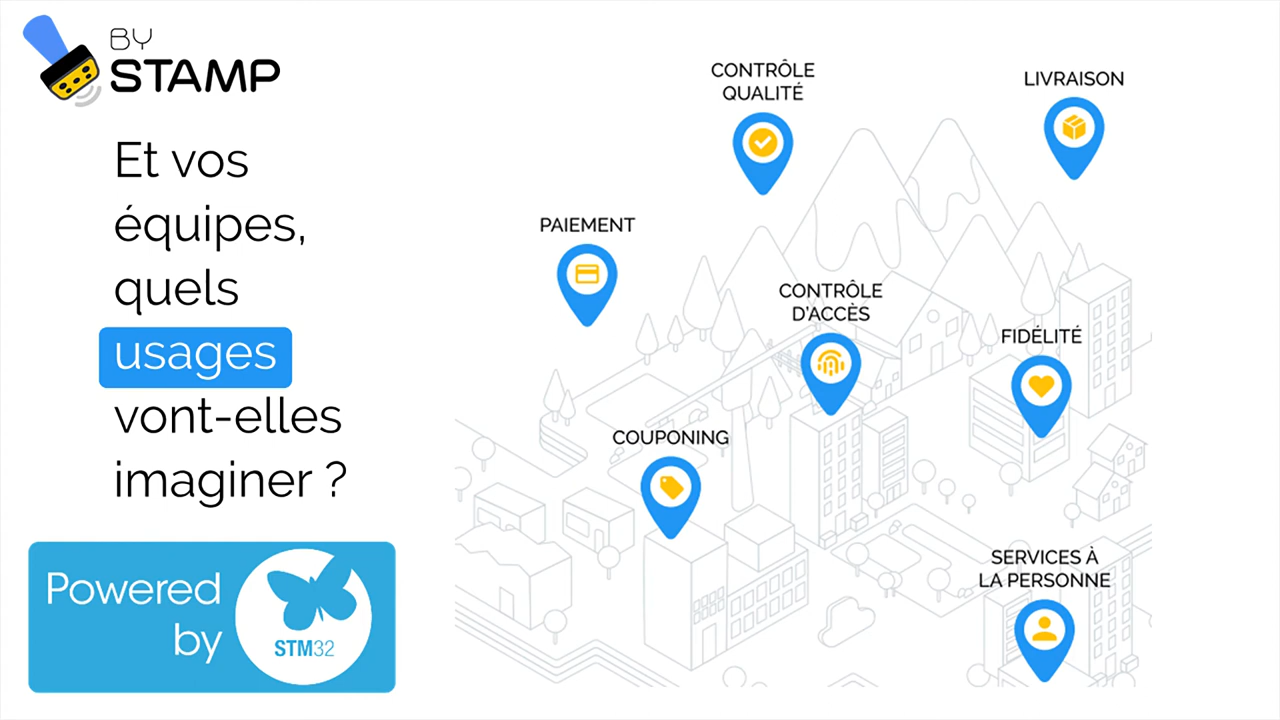 BY
STAMP
Et vos
équipes,
quels
usages
vont-elles
imaginer ?
Powered
by
STM32
CONTRÔLE
QUALITÉ
LIVRAISON
PAIEMENT
CONTRÔLE
D'ACCÈS
FIDÉLITÉ
COUPONING
SERVICES À
LA PERSONNE